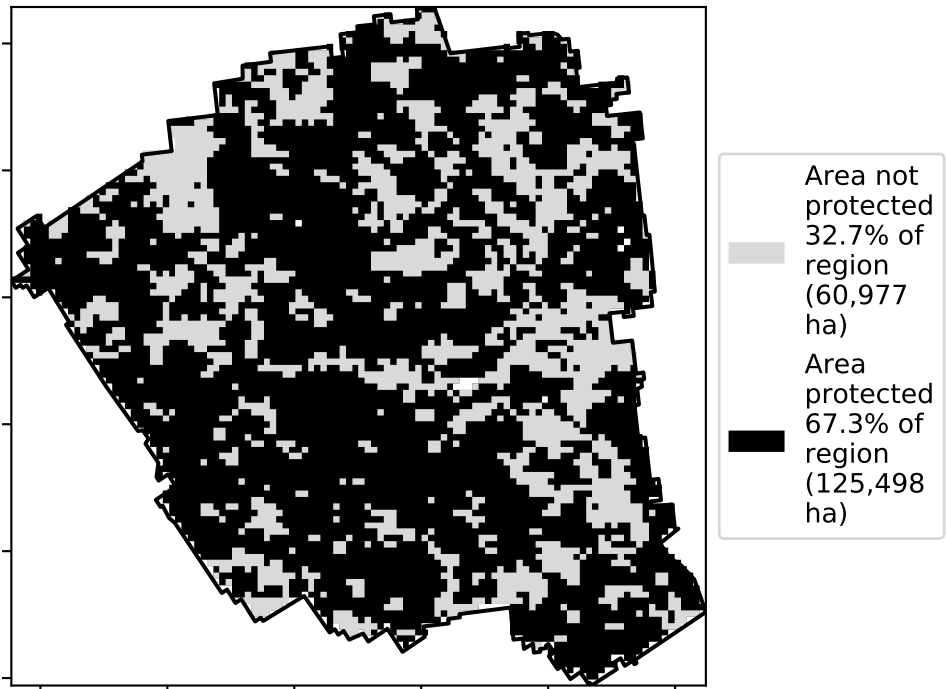 Area not
protected
32.7% of
region
(60,977
ha)
Area
protected
67.3% of
region
(125,498
ha)